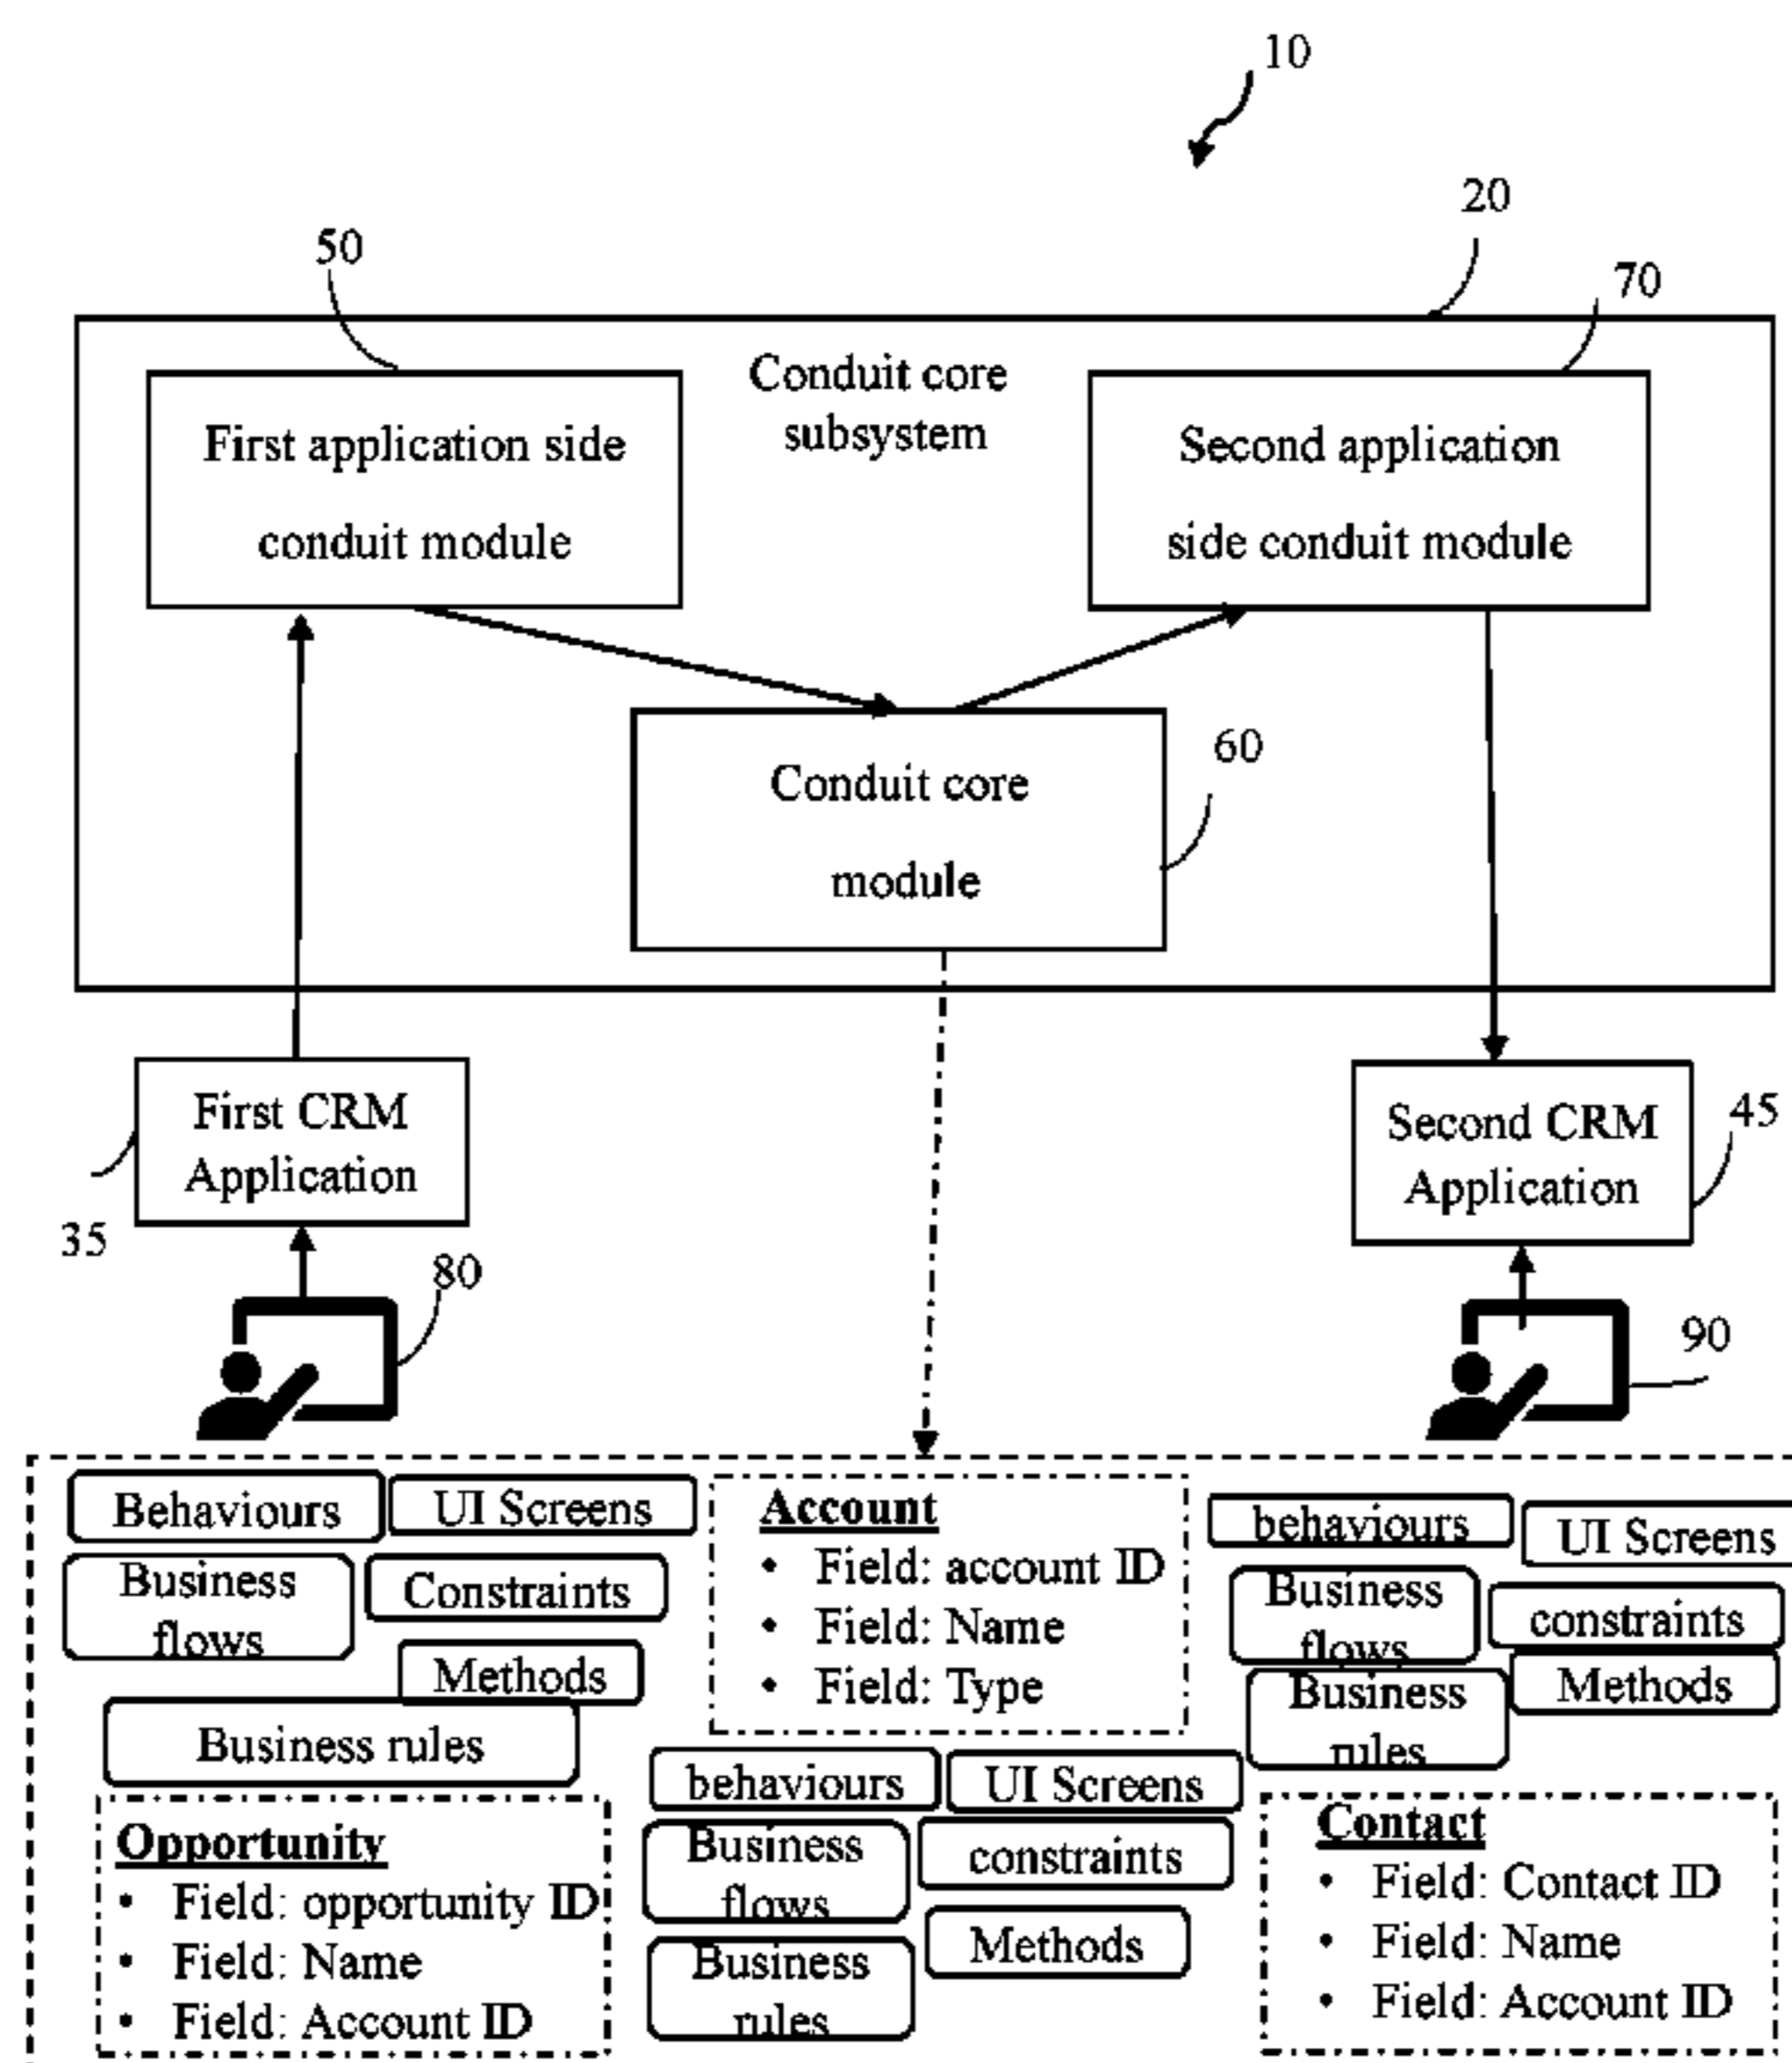 10
20
50
70
Conduit core
subsystem
First application side
conduit module
Second application
side conduit module
60
Conduit core
module
First CRM
Application
35
80
Second CRM
Application
45
90
Behaviours
UI Screens
Business
flows
Constraints
Methods
Business rules
Account
• Field: account ID
• Field: Name
• Field: Type
behaviours
UI Screens
Business
flows
constraints
Methods
Business
rules
behaviours
UI Screens
Business
flows
constraints
Methods
Business
rules
Opportunity
• Field: opportunity ID
• Field: Name
• Field: Account ID
Contact
• Field: Contact ID
• Field: Name
• Field: Account ID